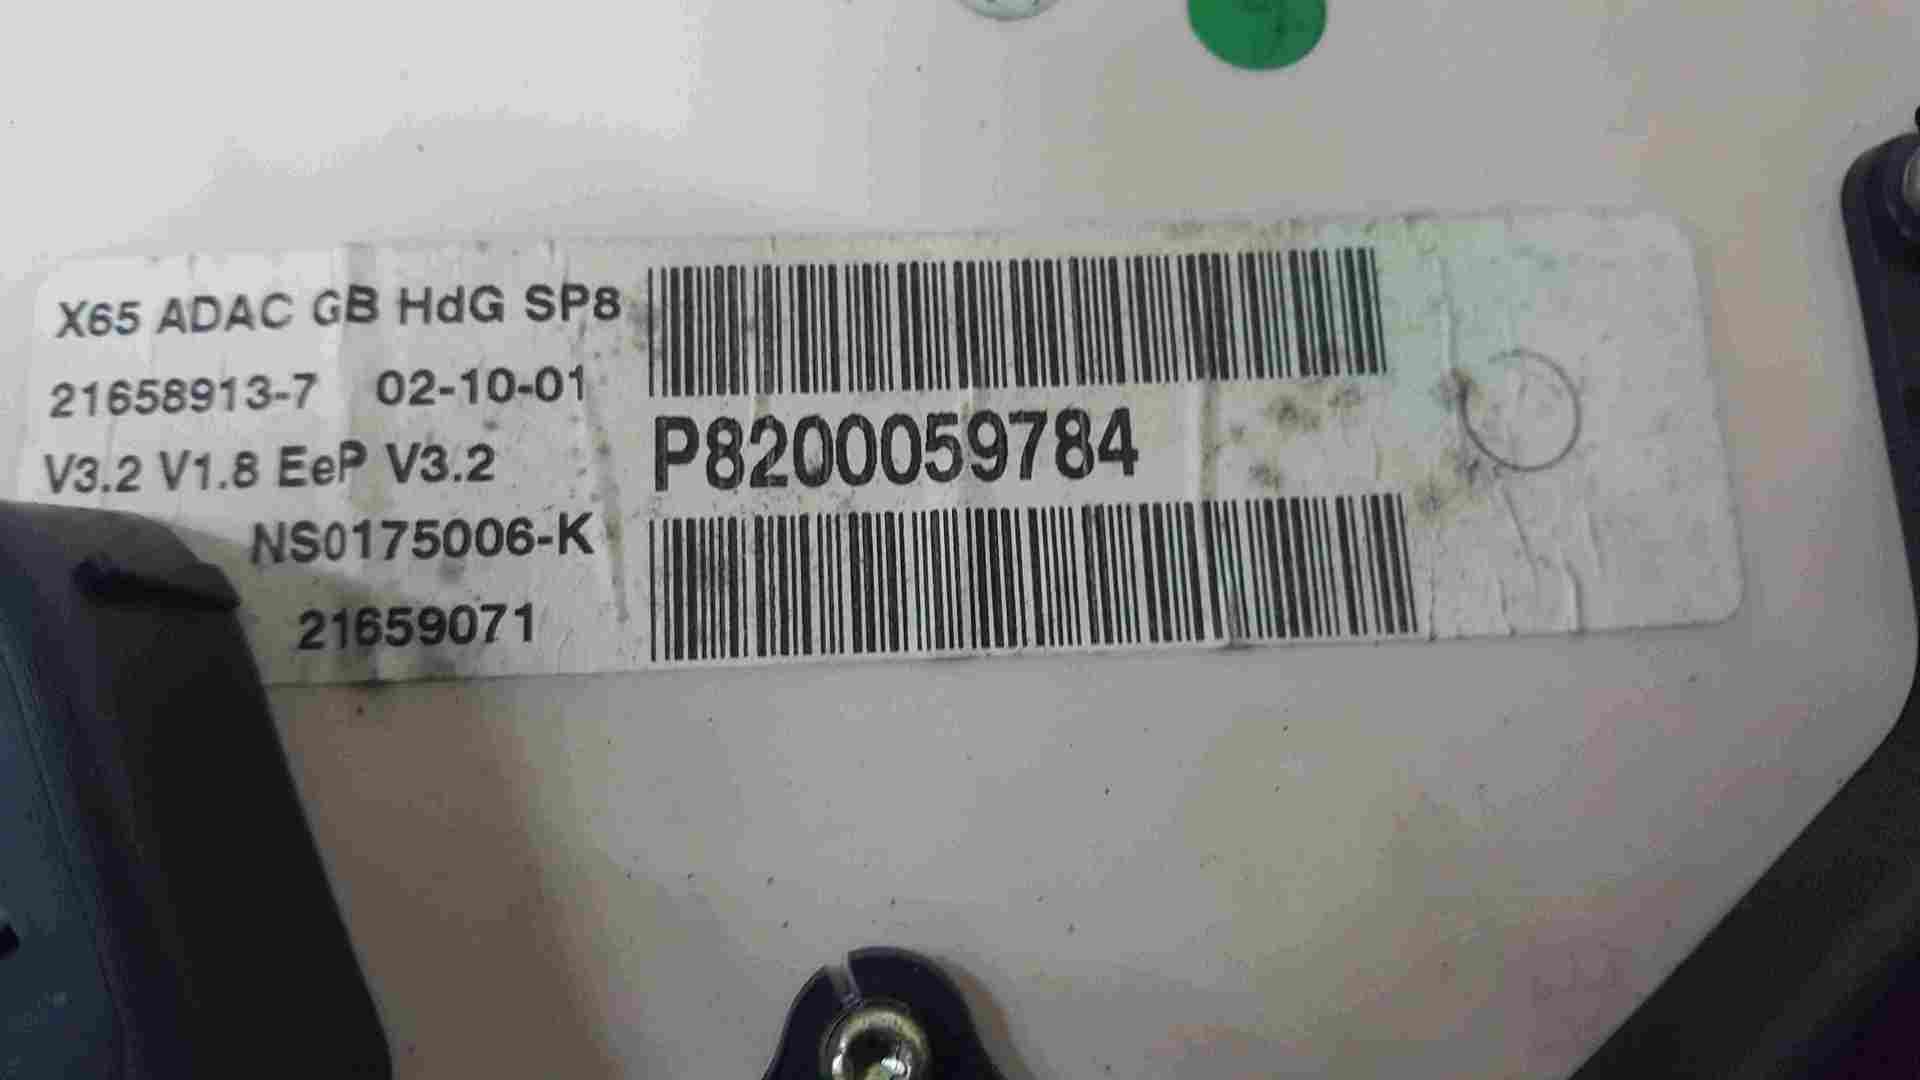 X65 ADAC GB HdG SP8
21658913-7 02-10-01
V3.2 V1.8 EeP V3.2
NS0175006-K
21659071
P8200059784